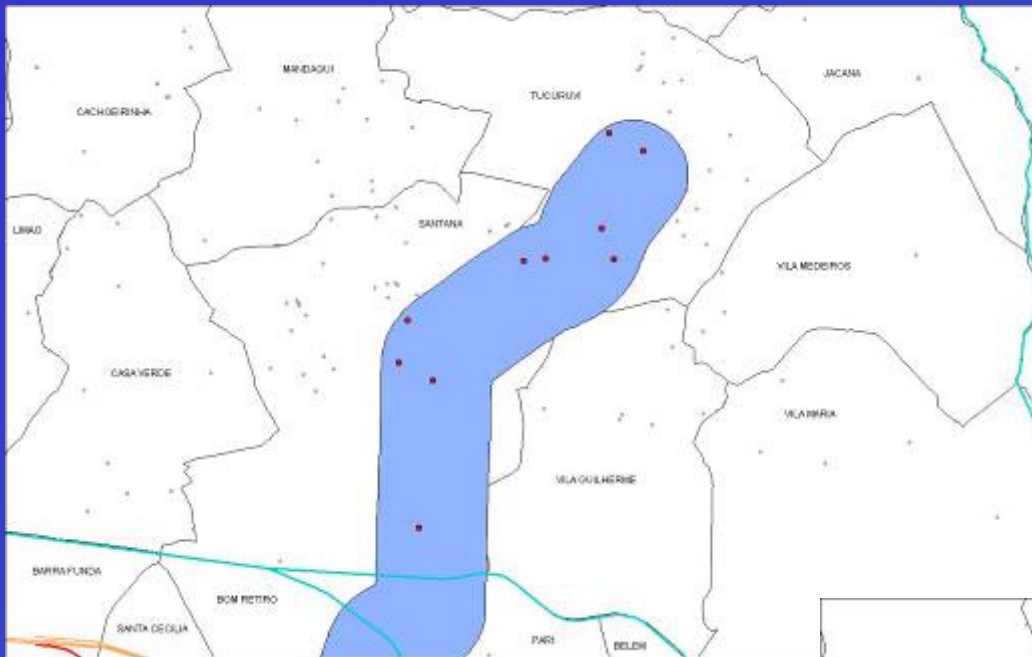 MANDAQUI
JACANA
TUCURUVI
CACHOEIRINHA
SANTANA
LIMAO
VILA MEDEIROS
CASA VERDE
VILA MARIA
VILA GUILHERME
BARRA FUNDA
BOM RETIRO
SANTA CECILIA
PARI
BELEM